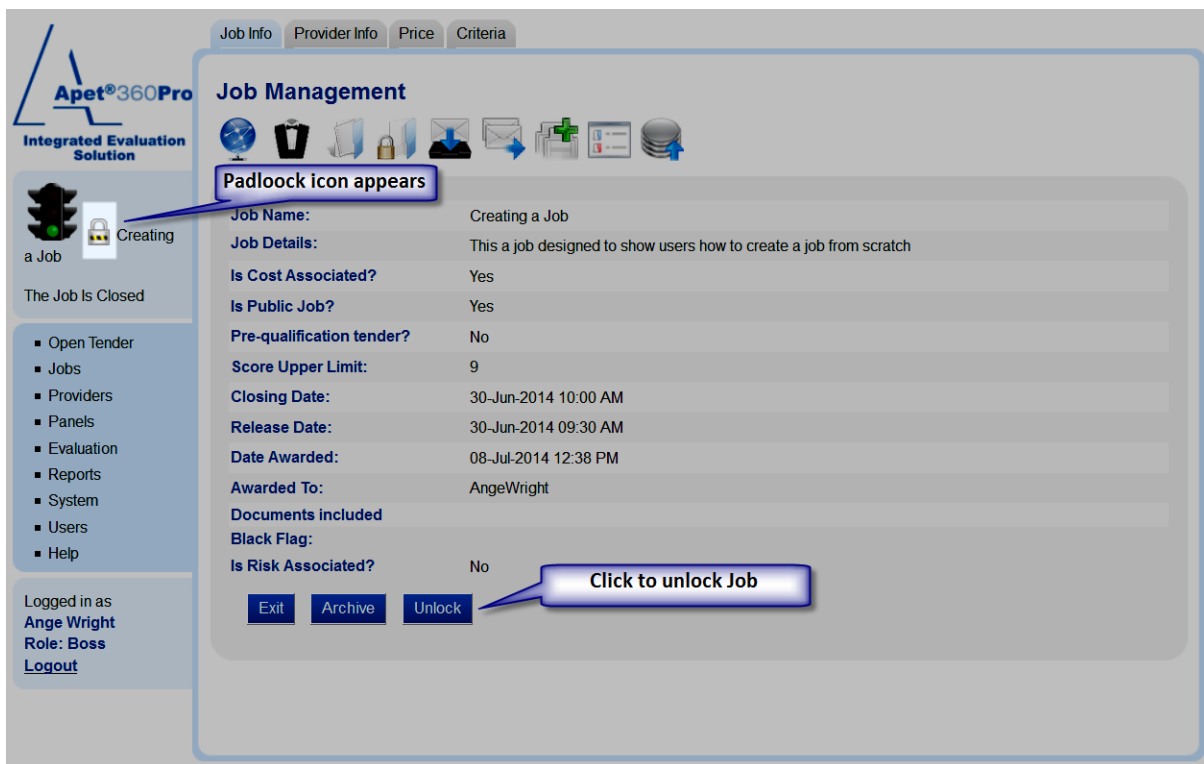 Job Info Provider Info Price Criteria
Apet®360Pro
Integrated Evaluation
Solution
Job Management
Padloock icon appears
Creating
a Job
The Job Is Closed
Open Tender
Jobs
Providers
Panels
Evaluation
Reports
System
Users
Help
Logged in as
Ange Wright
Role: Boss
Logout
Job Name: Creating a Job
Job Details: This a job designed to show users how to create a job from scratch
Is Cost Associated? Yes
Is Public Job? Yes
Pre-qualification tender? No
Score Upper Limit: 9
Closing Date: 30-Jun-2014 10:00 AM
Release Date: 30-Jun-2014 09:30 AM
Date Awarded: 08-Jul-2014 12:38 PM
Awarded To: AngeWright
Documents included
Black Flag:
Is Risk Associated? No
Click to unlock Job
Exit Archive Unlock